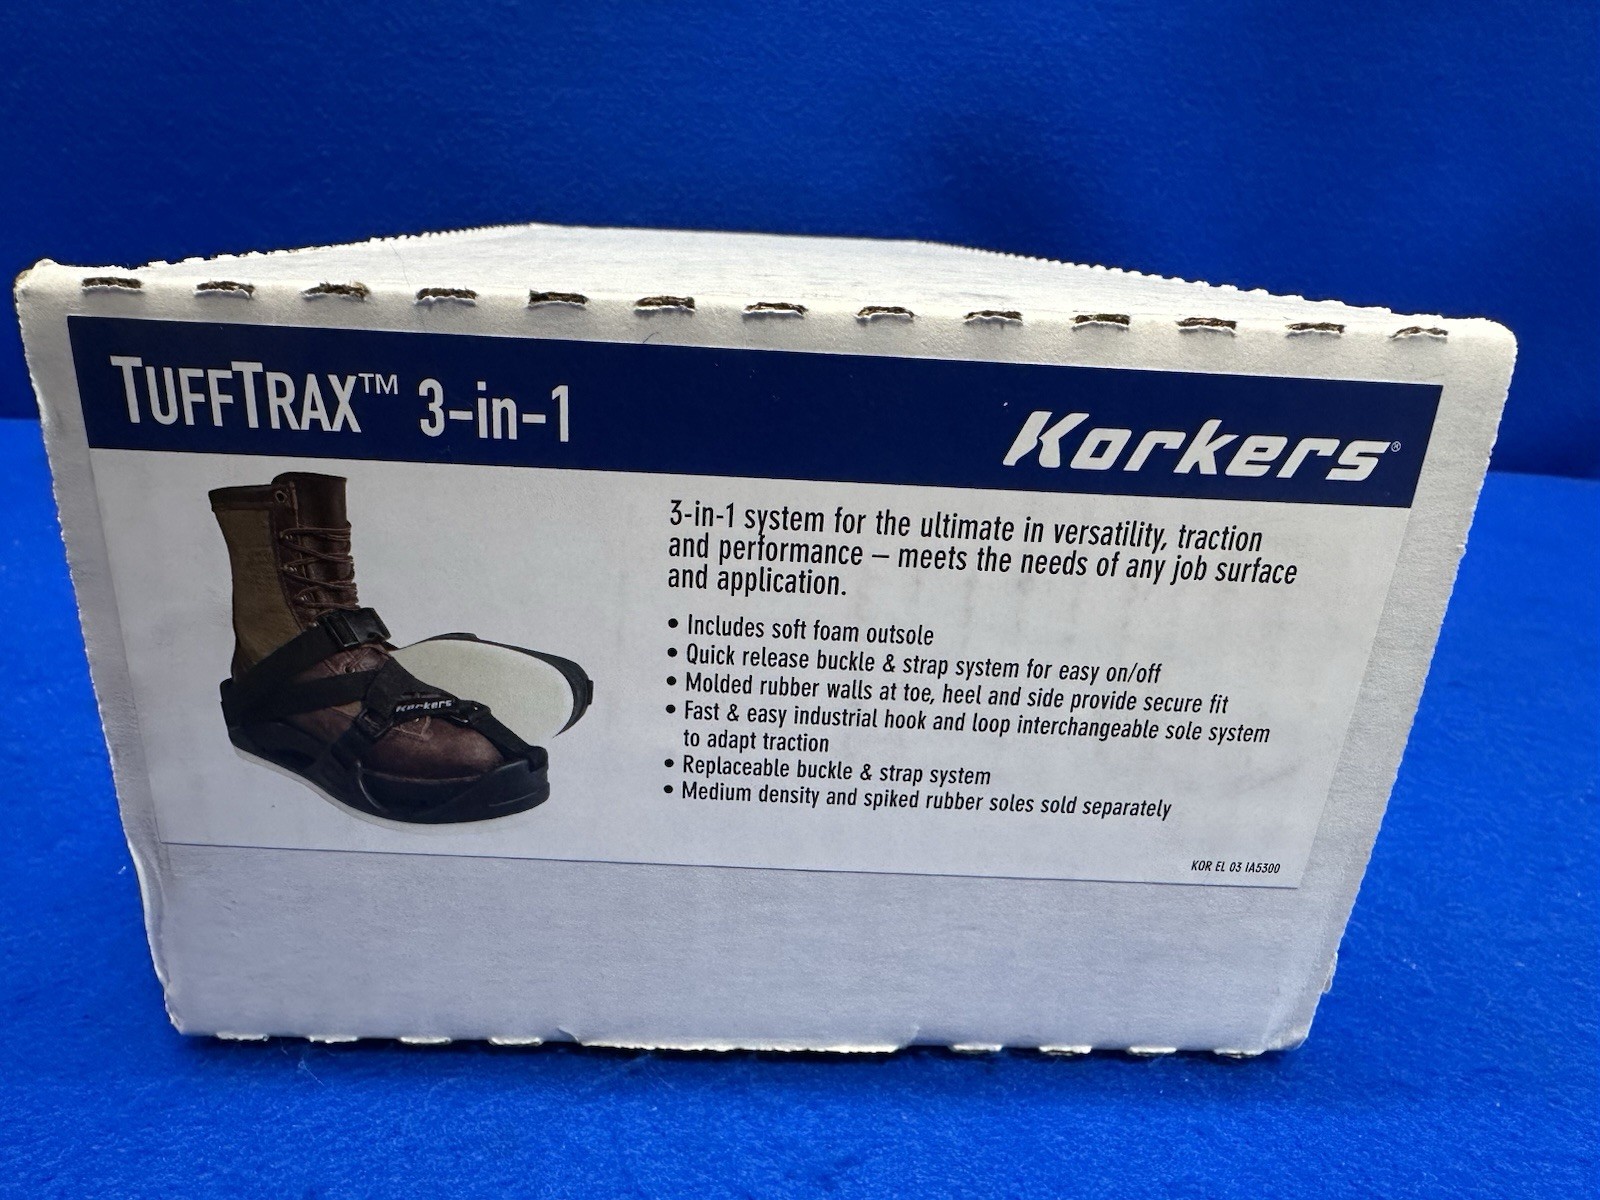 TUFFTRAX™ 3-in-1
Korkers®
3-in-1 system for the ultimate in versatility, traction
and performance – meets the needs of any job surface
and application.
• Includes soft foam outsole
• Quick release buckle & strap system for easy on/off
• Molded rubber walls at toe, heel and side provide secure fit
• Fast & easy industrial hook and loop interchangeable sole system
to adapt traction
• Replaceable buckle & strap system
• Medium density and spiked rubber soles sold separately
Korkers
KOR EL 03 IA5300